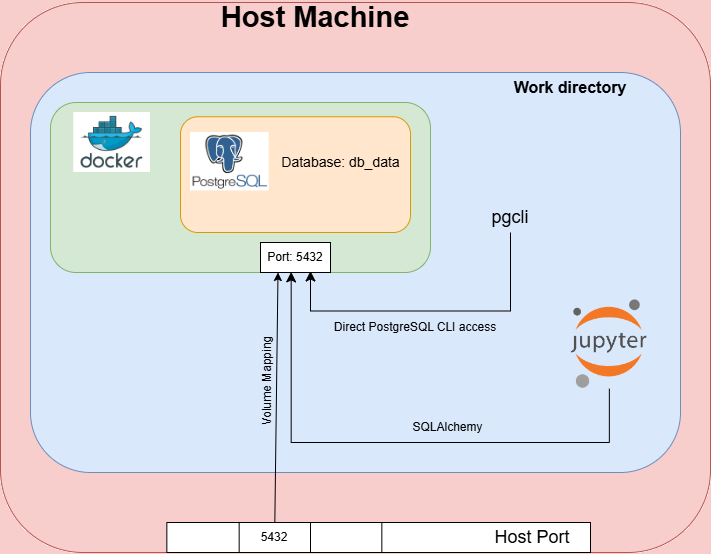 Host Machine
Work directory
docker
PostgreSQL
Database: db_data
pgcli
Port: 5432
Direct PostgreSQL CLI access
Volume Mapping
jupyter
SQLAlchemy
5432
Host Port